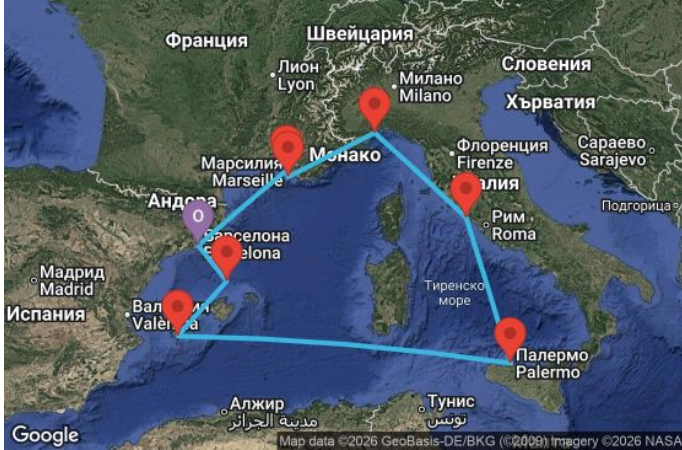 Франция
Швейцария
Лион
Lyon
Милано
Milano
Словения
Хърватия
Марсилия
Marseille
Монако
Флоренция
Firenze
Сараево
Sarajevo
Андора
Подгорица
Рим
Roma
Барселона
Мадрид
Madrid
Испания
València
Тиренско
море
Палермо
Palermo
Алжир
مدينة الجزائر
Тунис
تونس
Google
Map data ©2026 GeoBasis-DE/BKG (©2009) Imagery ©2026 NASA